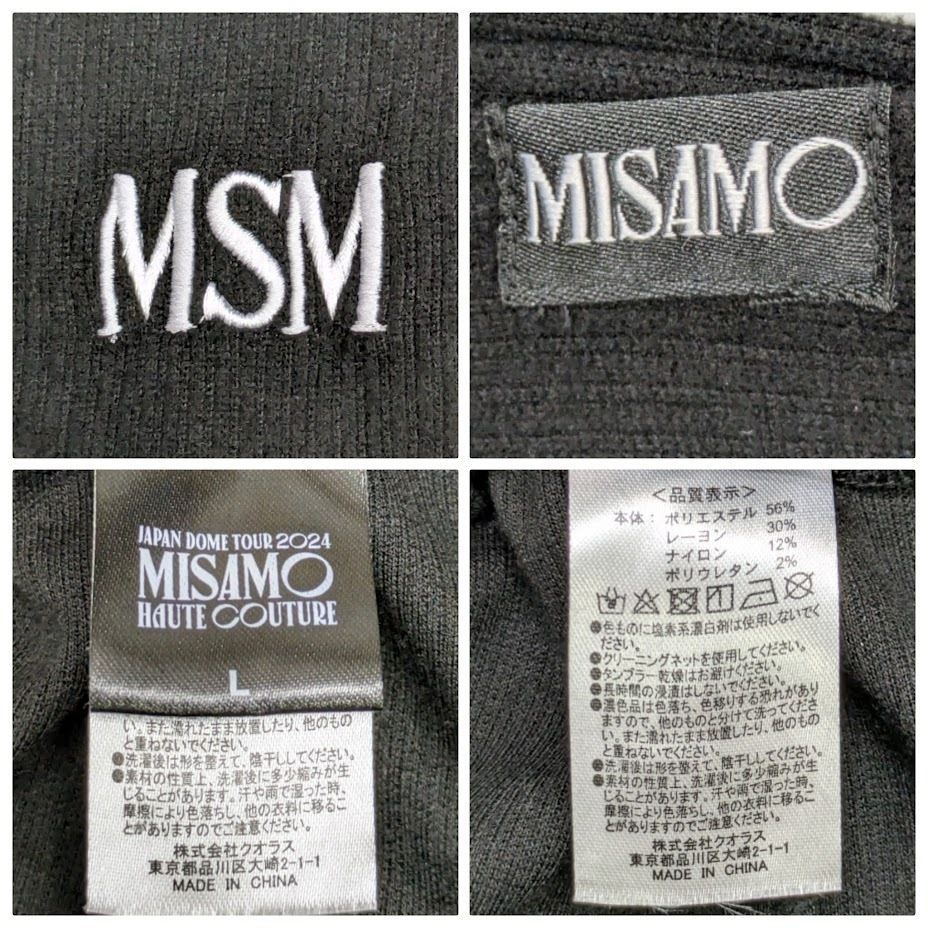 MSM
MISAMO
JAPAN DOME TOUR 2024
MISAMO
HAUTE COUTURE
L
い。また濡れたまま放置したり、他のもの
と重ねないでください。
●洗濯後は形を整えて、陰干ししてください。
●素材の性質上、洗濯後に多少縮みが生
じることがあります。汗や雨で湿った時、
摩擦により色落ちし、他の衣料に移るこ
とがありますのでご注意ください。
株式会社クオラス
東京都品川区大崎2-1-1
MADE IN CHINA
＜品質表示＞
本体：ポリエステル 56%
レーヨン 30%
ナイロン 12%
ポリウレタン 2%
●色ものに塩素系漂白剤は使用しないでく
ださい。
●クリーニングネットを使用してください。
●タンブラー乾燥はお避けください。
●長時間の浸漬はしないでください。
●濃色品は色落ち、色移りする恐れがあり
ますので、他のものと分けて洗ってくださ
い。また濡れたまま放置したり、他のもの
と重ねないでください。
●洗濯後は形を整えて、陰干ししてください。
●素材の性質上、洗濯後に多少縮みが生
じることがあります。汗や雨で湿った時、
摩擦により色落ちし、他の衣料に移るこ
とがありますのでご注意ください。
株式会社クオラス
東京都品川区大崎2-1-1
MADE IN CHINA